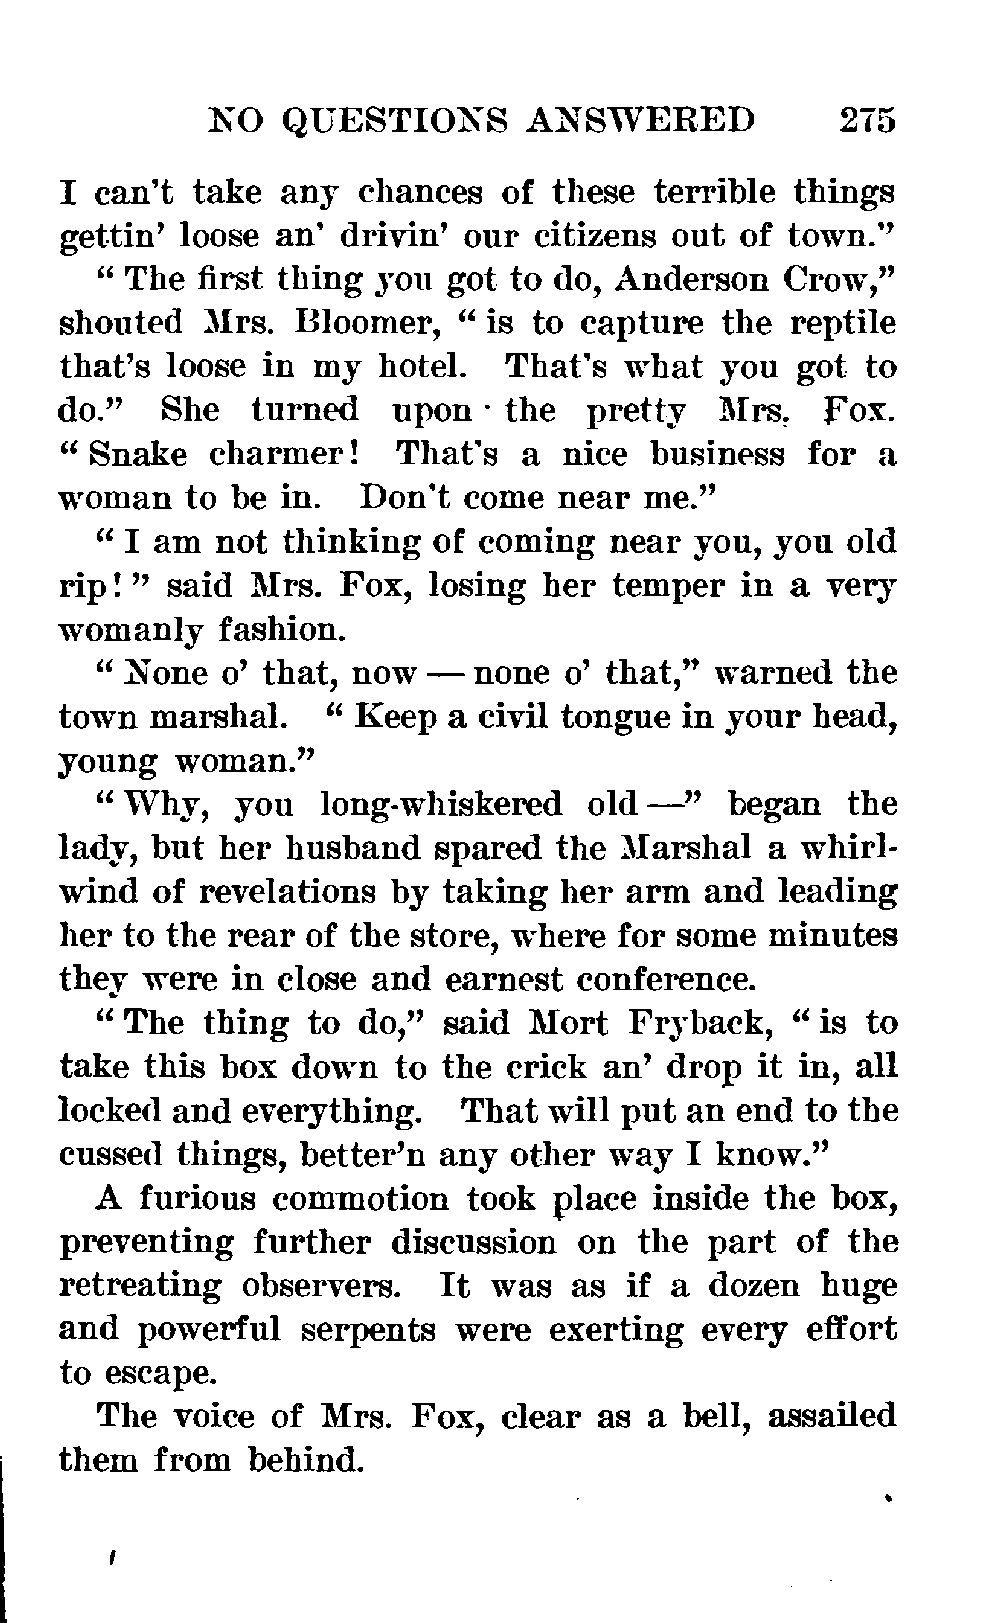 NO QUESTIONS ANSWERED 275
I can't take any chances of these terrible things
gettin' loose an' drivin' our citizens out of town."
" The first thing you got to do, Anderson Crow,"
shouted Mrs. Bloomer, " is to capture the reptile
that's loose in my hotel. That's what you got to
do." She turned upon the pretty Mrs. Fox.
" Snake charmer! That's a nice business for a
woman to be in. Don't come near me."
" I am not thinking of coming near you, you old
rip! " said Mrs. Fox, losing her temper in a very
womanly fashion.
" None o' that, now — none o' that," warned the
town marshal. " Keep a civil tongue in your head,
young woman."
" Why, you long-whiskered old —" began the
lady, but her husband spared the Marshal a whirl-
wind of revelations by taking her arm and leading
her to the rear of the store, where for some minutes
they were in close and earnest conference.
" The thing to do," said Mort Fryback, " is to
take this box down to the crick an' drop it in, all
locked and everything. That will put an end to the
cussed things, better'n any other way I know."
A furious commotion took place inside the box,
preventing further discussion on the part of the
retreating observers. It was as if a dozen huge
and powerful serpents were exerting every effort
to escape.
The voice of Mrs. Fox, clear as a bell, assailed
them from behind.